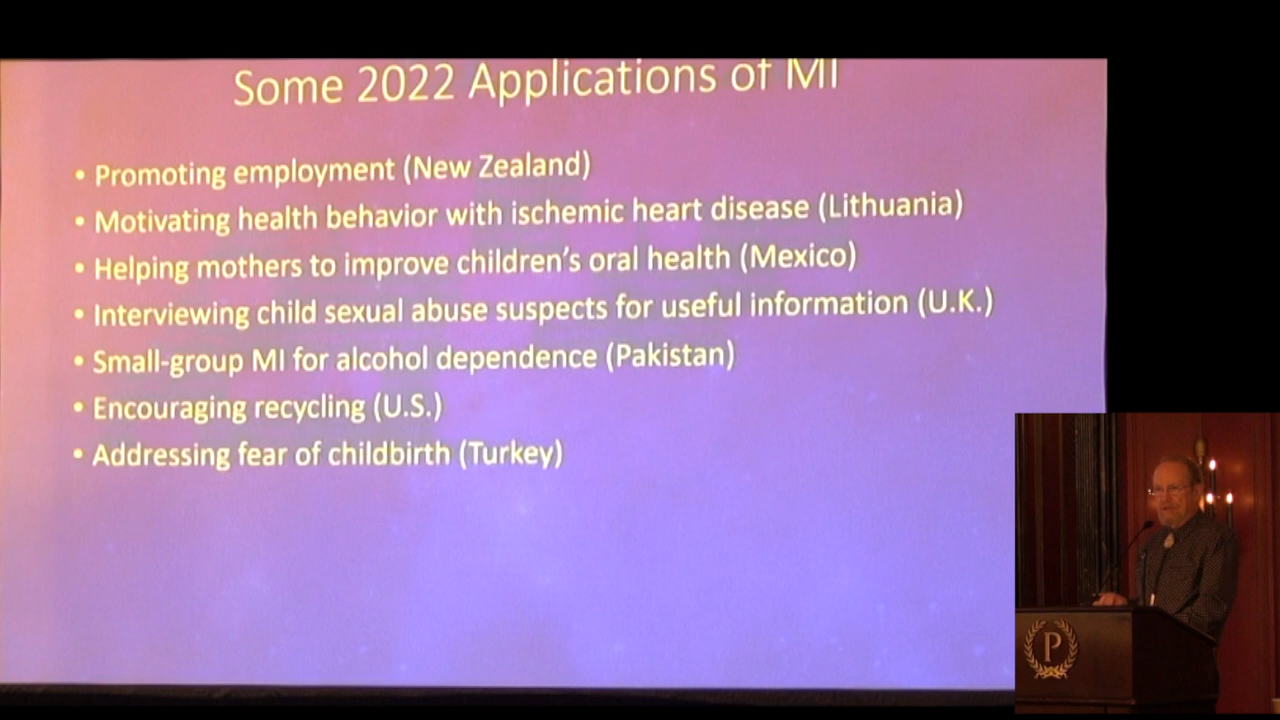 Some 2022 Applications of MI
• Promoting employment (New Zealand)
• Motivating health behavior with ischemic heart disease (Lithuania)
• Helping mothers to improve children’s oral health (Mexico)
• Interviewing child sexual abuse suspects for useful information (U.K.)
• Small-group MI for alcohol dependence (Pakistan)
• Encouraging recycling (U.S.)
• Addressing fear of childbirth (Turkey)
P